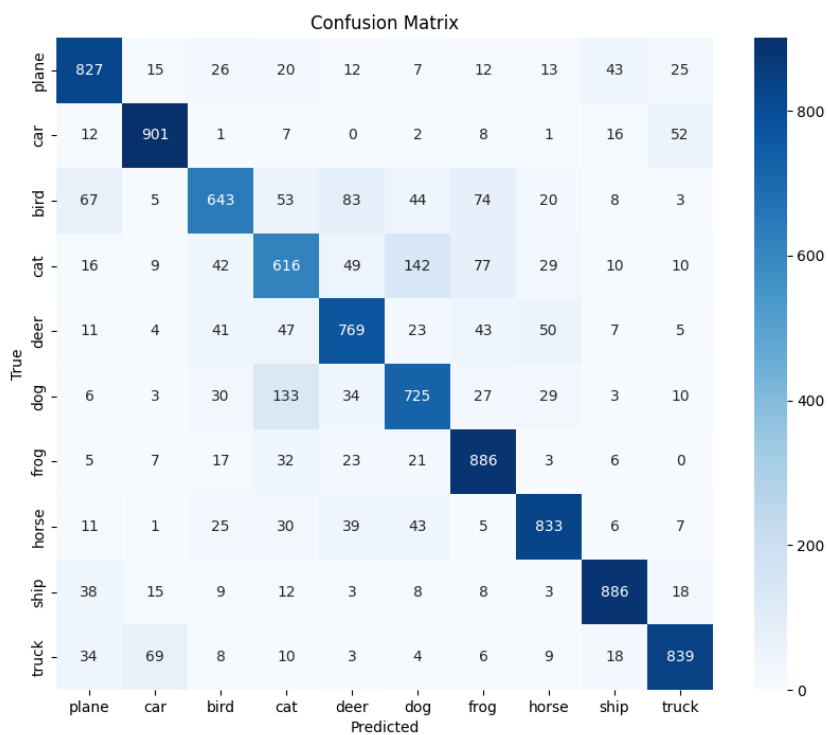 Confusion Matrix
plane 827 15 26 20 12 7 12 13 43 25
car 12 901 1 7 0 2 8 1 16 52
bird 67 5 643 53 83 44 74 20 8 3
cat 16 9 42 616 49 142 77 29 10 10
deer 11 4 41 47 769 23 43 50 7 5
dog 6 3 30 133 34 725 27 29 3 10
frog 5 7 17 32 23 21 886 3 6 0
horse 11 1 25 30 39 43 5 833 6 7
ship 38 15 9 12 3 8 8 3 886 18
truck 34 69 8 10 3 4 6 9 18 839
plane car bird cat deer dog frog horse ship truck
Predicted
True
800
600
400
200
0